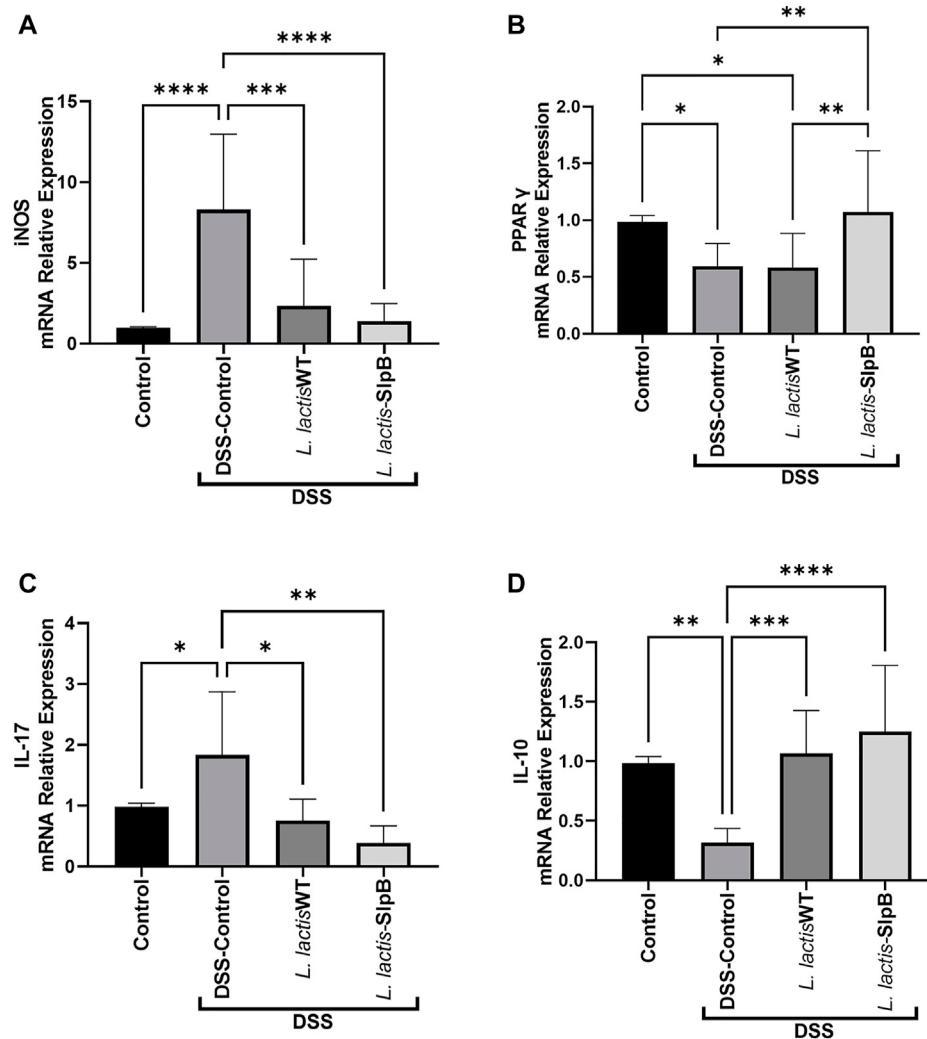 A
iNOS
mRNA Relative Expression
15
10
5
0
****
****
***
Control
DSS-Control
L. lactisWT
L. lactis-SlpB
DSS
B
PPAR γ
mRNA Relative Expression
2.0
1.5
1.0
0.5
0.0
**
*
*
**
Control
DSS-Control
L. lactisWT
L. lactis-SlpB
DSS
C
IL-17
mRNA Relative Expression
4
3
2
1
0
**
*
*
Control
DSS-Control
L. lactisWT
L. lactis-SlpB
DSS
D
IL-10
mRNA Relative Expression
2.0
1.5
1.0
0.5
0.0
****
**
***
Control
DSS-Control
L. lactisWT
L. lactis-SlpB
DSS